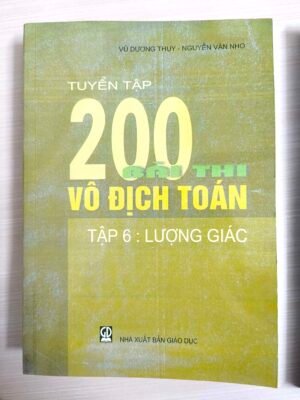 VŨ DƯƠNG THỤY - NGUYỄN VĂN NHO
TUYỂN TẬP
200
BÀI THI
VÔ ĐỊCH TOÁN
TẬP 6 : LƯỢNG GIÁC
GD
NHÀ XUẤT BẢN GIÁO DỤC